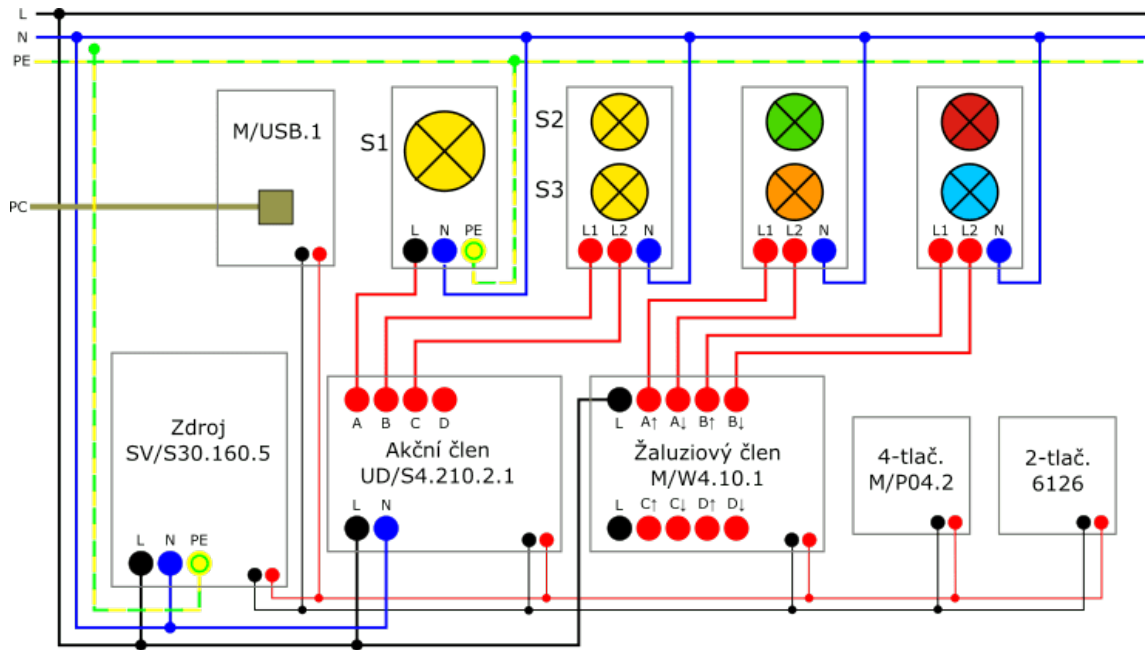 L
N
PE
M/USB.1
S1
S2
S3
PC
L N PE
L1 L2 N
L1 L2 N
L1 L2 N
Zdroj
SV/S30.160.5
L N PE
A B C D
Akční člen
UD/S4.210.2.1
L N
L A↑ A↓ B↑ B↓
Žaluziový člen
M/W4.10.1
L C↑ C↓ D↑ D↓
4-tlač.
M/P04.2
2-tlač.
6126